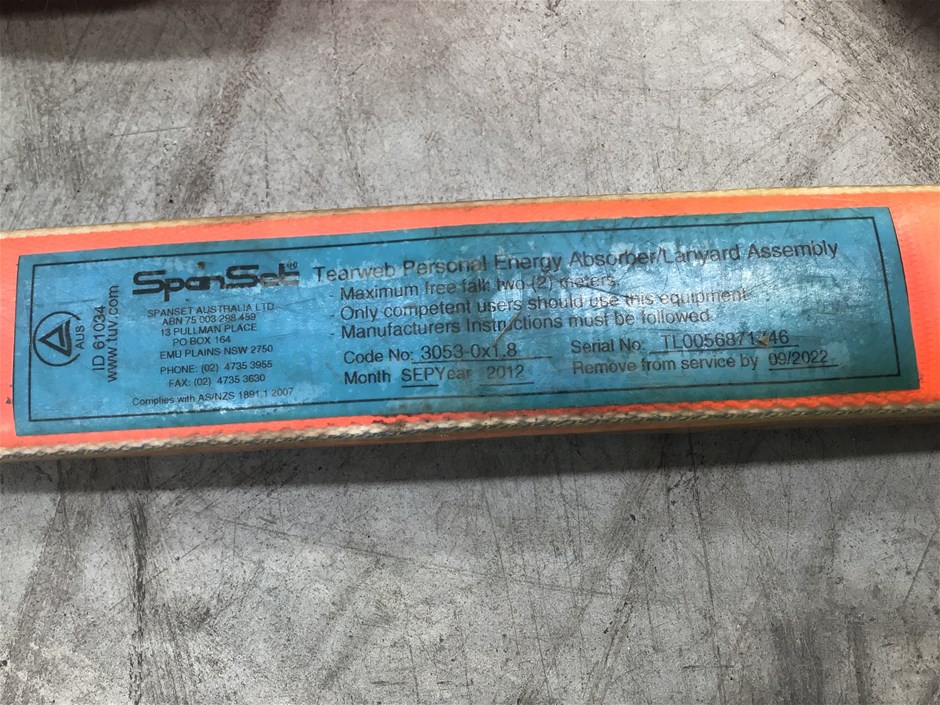 AUS
ID 61034
www.tuv.com
SpanSet
SPANSET AUSTRALIA LTD
ABN 75 003 298 459
13 PULLMAN PLACE
PO BOX 164
EMU PLAINS NSW 2750
PHONE: (02) 4735 3955
FAX: (02) 4735 3630
Complies with AS/NZS 1891.1 2007
Tearweb Personal Energy Absorber/Lanyard Assembly
- Maximum free fall: two (2) meters.
- Only competent users should use this equipment.
- Manufacturers Instructions must be followed.
Code No: 3053-0x1,8 Serial No:
Month SEP Year 2012 Remove from service by 09/2022